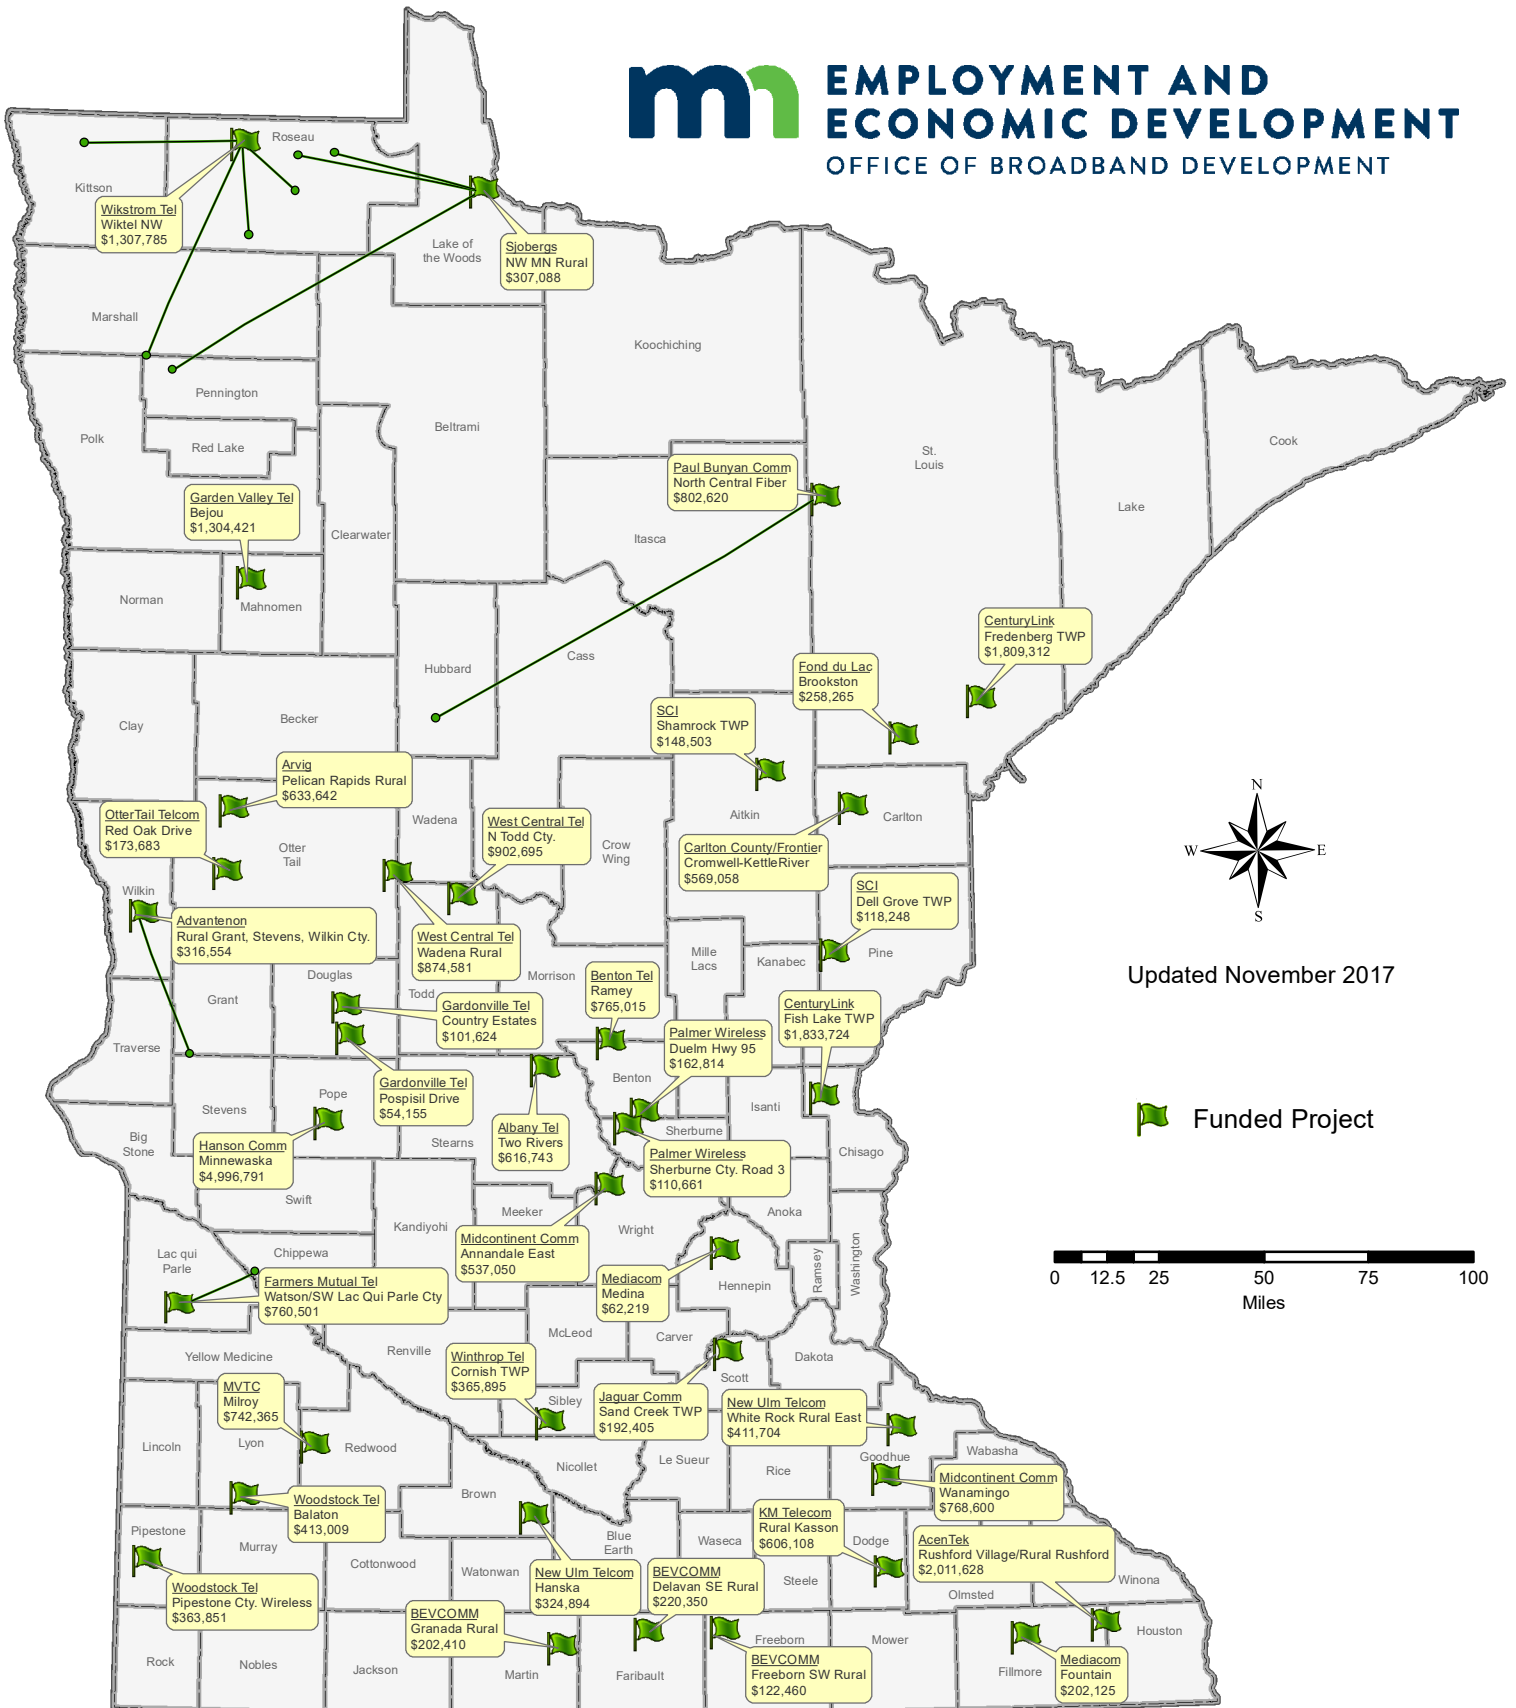 EMPLOYMENT AND
ECONOMIC DEVELOPMENT
OFFICE OF BROADBAND DEVELOPMENT
mn
Roseau
Kittson
Wikstrom Tel
Wiktel NW
$1,307,785
Lake of
the Woods
Sjobergs
NW MN Rural
$307,088
Marshall
Koochiching
Pennington
Polk
Red Lake
Beltrami
St.
Louis
Cook
Lake
Paul Bunyan Comm
North Central Fiber
$802,620
Garden Valley Tel
Bejou
$1,304,421
Clearwater
Itasca
Norman
Mahnomen
CenturyLink
Fredenberg TWP
$1,809,312
Hubbard
Cass
Fond du Lac
Brookston
$258,265
Clay
Becker
SCI
Shamrock TWP
$148,503
Arvig
Pelican Rapids Rural
$633,642
OtterTail Telcom
Red Oak Drive
$173,683
Otter
Tail
Wadena
West Central Tel
N Todd Cty.
$902,695
Crow
Wing
Aitkin
Carlton
Carlton County/Frontier
Cromwell-KettleRiver
$569,058
N
W
E
S
Wilkin
Advantenon
Rural Grant, Stevens, Wilkin Cty.
$316,554
West Central Tel
Wadena Rural
$874,581
SCI
Dell Grove TWP
$118,248
Mille
Lacs
Kanabec
Pine
Updated November 2017
Douglas
Grant
Todd
Morrison
Benton Tel
Ramey
$765,015
Gardonville Tel
Country Estates
$101,624
CenturyLink
Fish Lake TWP
$1,833,724
Palmer Wireless
Duelm Hwy 95
$162,814
Traverse
Gardonville Tel
Pospisil Drive
$54,155
Benton
Pope
Stevens
Isanti
Funded Project
Big
Stone
Stearns
Albany Tel
Two Rivers
$616,743
Sherburne
Chisago
Hanson Comm
Minnewaska
$4,996,791
Palmer Wireless
Sherburne Cty. Road 3
$110,661
Swift
Kandiyohi
Meeker
Wright
Anoka
Lac qui
Parle
Chippewa
Midcontinent Comm
Annandale East
$537,050
Ramsey
Washington
Mediacom
Medina
$62,219
Hennepin
0 12.5 25 50 75 100
Miles
Farmers Mutual Tel
Watson/SW Lac Qui Parle Cty
$760,501
McLeod
Carver
Yellow Medicine
Renville
Dakota
Winthrop Tel
Cornish TWP
$365,895
Scott
MVTC
Milroy
$742,365
Sibley
Jaguar Comm
Sand Creek TWP
$192,405
New Ulm Telcom
White Rock Rural East
$411,704
Lincoln
Lyon
Redwood
Nicollet
Le Sueur
Rice
Goodhue
Wabasha
Midcontinent Comm
Wanamingo
$768,600
Woodstock Tel
Balaton
$413,009
Brown
KM Telecom
Rural Kasson
$606,108
Pipestone
Murray
Cottonwood
Watonwan
Blue
Earth
Waseca
Steele
Dodge
AcenTek
Rushford Village/Rural Rushford
$2,011,628
Olmsted
Winona
Woodstock Tel
Pipestone Cty. Wireless
$363,851
New Ulm Telcom
Hanska
$324,894
BEVCOMM
Delavan SE Rural
$220,350
BEVCOMM
Granada Rural
$202,410
Freeborn
Mower
Houston
BEVCOMM
Freeborn SW Rural
$122,460
Mediacom
Fountain
$202,125
Rock
Nobles
Jackson
Martin
Faribault
Fillmore